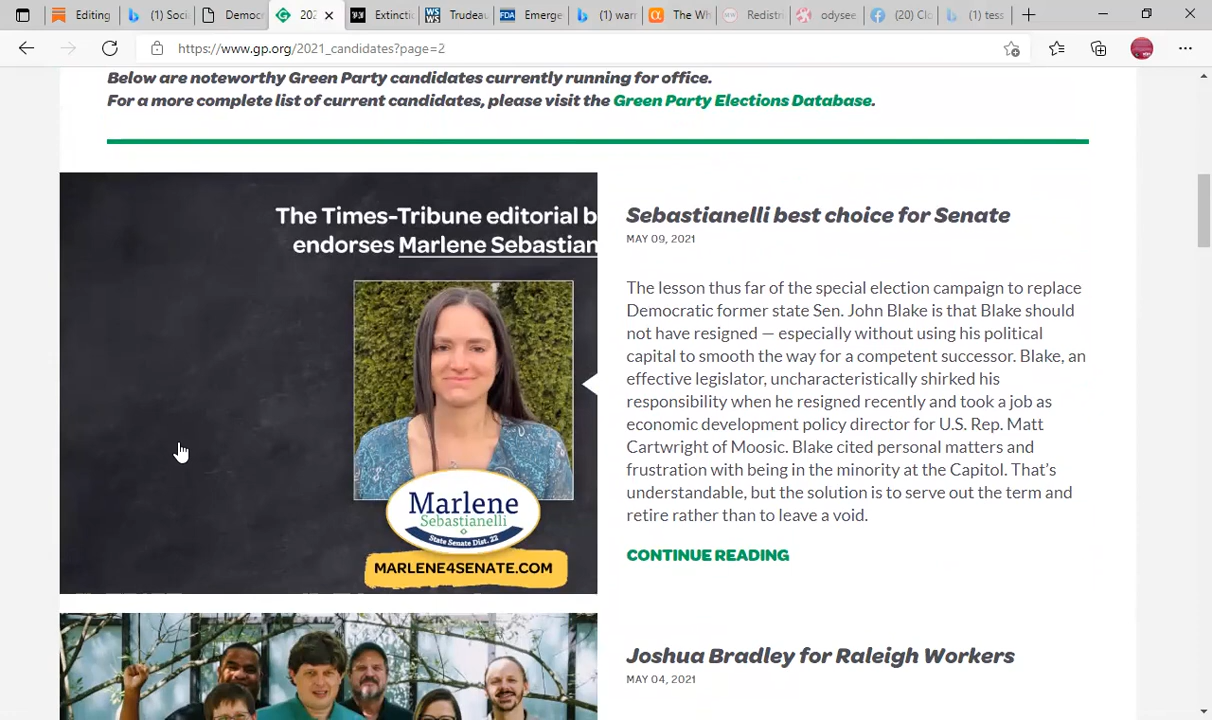 Editing
(1) Soci
Democ
202
Extincti
Trudeau
Emerge
(1) warn
The Wh
Redistri
odysee
(20) Clo
(1) tess
https://www.gp.org/2021_candidates?page=2
Below are noteworthy Green Party candidates currently running for office.
For a more complete list of current candidates, please visit the Green Party Elections Database.
The Times-Tribune editorial b
endorses Marlene Sebastian
Marlene
Sebastianelli
State Senate Dist. 22
MARLENE4SENATE.COM
Sebastianelli best choice for Senate
MAY 09, 2021
The lesson thus far of the special election campaign to replace
Democratic former state Sen. John Blake is that Blake should
not have resigned — especially without using his political
capital to smooth the way for a competent successor. Blake, an
effective legislator, uncharacteristically shirked his
responsibility when he resigned recently and took a job as
economic development policy director for U.S. Rep. Matt
Cartwright of Moosic. Blake cited personal matters and
frustration with being in the minority at the Capitol. That's
understandable, but the solution is to serve out the term and
retire rather than to leave a void.
CONTINUE READING
Joshua Bradley for Raleigh Workers
MAY 04, 2021